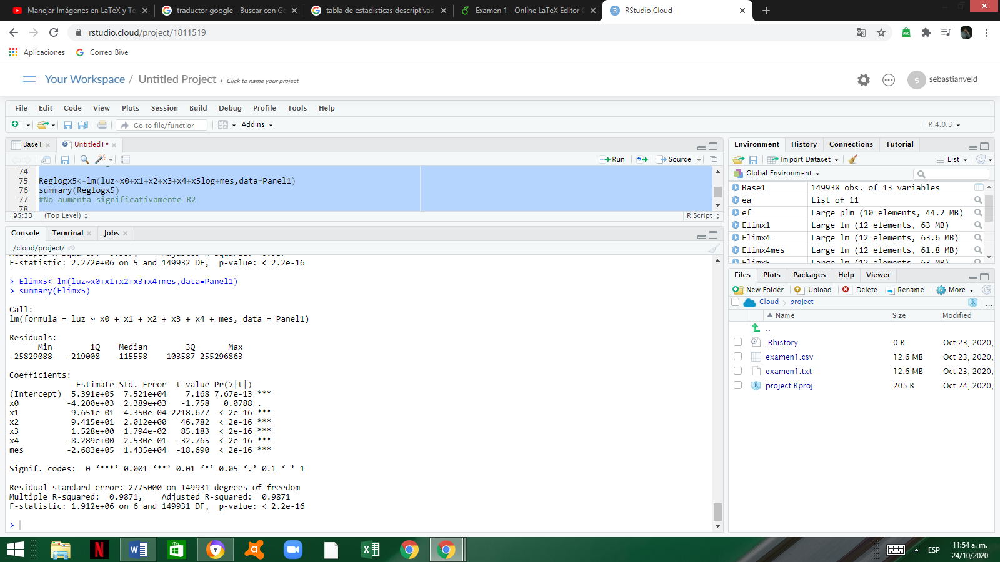 Manejar Imágenes en LaTeX y Te
traductor google - Buscar con Go
tabla de estadısticas descriptivas
Examen 1 - Online LaTeX Editor O
RStudio Cloud
rstudio.cloud/project/1811519
Aplicaciones
Correo Bive
Your Workspace / Untitled Project ← Click to name your project
S sebastianveld
File Edit Code View Plots Session Build Debug Profile Tools Help
Go to file/function
Addins
R 4.0.3
Base1
Untitled1*
Run
Source
74
75 Reglogx5<-lm(luz~x0+x1+x2+x3+x4+x5log+mes,data=Panel1)
76 summary(Reglogx5)
77 #No aumenta significativamente R2
78
95:33 (Top Level) R Script
Console Terminal Jobs
/cloud/project/
Multiple R-squared: 0.987, Adjusted R-squared: 0.987
F-statistic: 2.272e+06 on 5 and 149932 DF, p-value: < 2.2e-16
> Elimx5<-lm(luz~x0+x1+x2+x3+x4+mes,data=Panel1)
> summary(Elimx5)
Call:
lm(formula = luz ~ x0 + x1 + x2 + x3 + x4 + mes, data = Panel1)
Residuals:
Min 1Q Median 3Q Max
-25829088 -219008 -115558 103587 255296863
Coefficients:
Estimate Std. Error t value Pr(>|t|)
(Intercept) 5.391e+05 7.521e+04 7.168 7.67e-13 ***
x0 -4.200e+03 2.389e+03 -1.758 0.0788 .
x1 9.651e-01 4.350e-04 2218.677 < 2e-16 ***
x2 9.415e+01 2.012e+00 46.782 < 2e-16 ***
x3 1.528e+00 1.794e-02 85.183 < 2e-16 ***
x4 -8.289e+00 2.530e-01 -32.765 < 2e-16 ***
mes -2.683e+05 1.435e+04 -18.690 < 2e-16 ***
---
Signif. codes: 0 ‘***’ 0.001 ‘**’ 0.01 ‘*’ 0.05 ‘.’ 0.1 ‘ ’ 1
Residual standard error: 2775000 on 149931 degrees of freedom
Multiple R-squared: 0.9871, Adjusted R-squared: 0.9871
F-statistic: 1.912e+06 on 6 and 149931 DF, p-value: < 2.2e-16
>
Environment History Connections Tutorial
Import Dataset
List
Global Environment
Base1 149938 obs. of 13 variables
ea List of 11
ef Large plm (10 elements, 44.2 MB)
Elimx1 Large lm (12 elements, 63 MB)
Elimx4 Large lm (12 elements, 63.6 MB)
Elimx4mes Large lm (12 elements, 61.8 MB)
Elimx5 Large lm (12 elements, 63 MB)
Files Plots Packages Help Viewer
New Folder Upload Delete Rename More
Cloud project
...
Name Size Modified
..
.Rhistory 0 B Oct 23, 2020,
examen1.csv 12.6 MB Oct 23, 2020,
examen1.txt 12.6 MB Oct 23, 2020,
project.Rproj 205 B Oct 24, 2020,
ESP
11:54 a. m.
24/10/2020